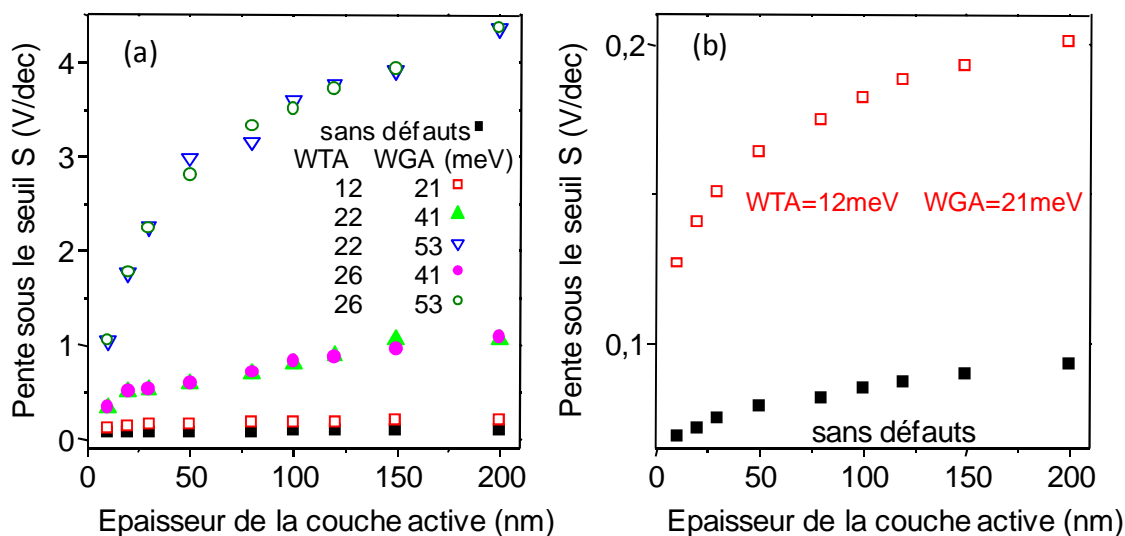 (a)
Pente sous le seuil S (V/dec)
4
3
2
1
0
sans défauts
WTA WGA (meV)
12 21
22 41
22 53
26 41
26 53
0 50 100 150 200
Epaisseur de la couche active (nm)
(b)
Pente sous le seuil S (V/dec)
0,2
0,1
WTA=12meV WGA=21meV
sans défauts
0 50 100 150 200
Epaisseur de la couche active (nm)